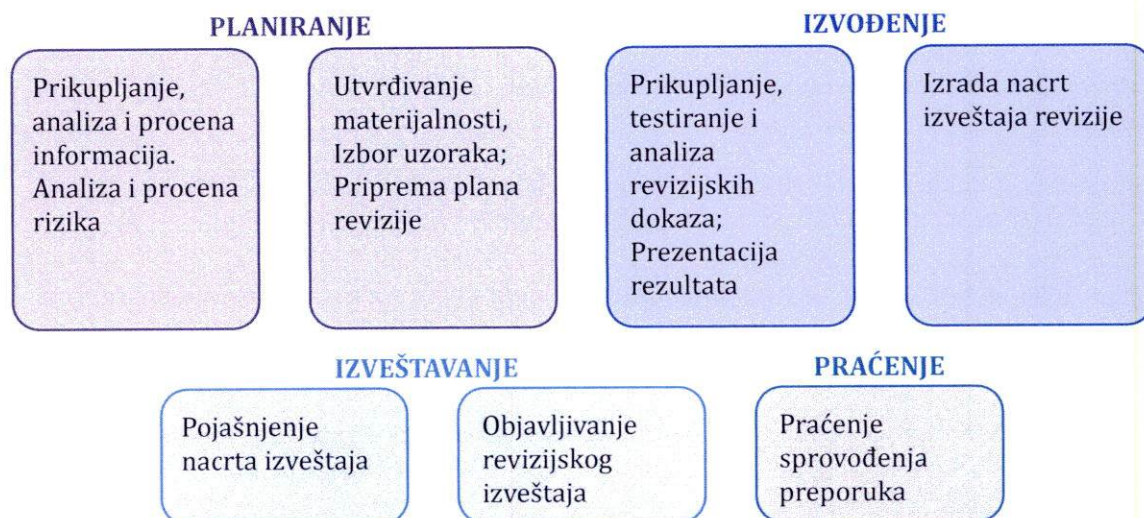 PLANIRANJE
Prikupljanje,
analiza i procena
informacija.
Analiza i procena
rizika
Utvrđivanje
materijalnosti,
Izbor uzoraka;
Priprema plana
revizije
IZVOĐENJE
Prikupljanje,
testiranje i
analiza
revizijskih
dokaza;
Prezentacija
rezultata
Izrada nacrt
izveštaja revizije
IZVEŠTAVANJE
Pojašnjenje
nacrta izveštaja
Objavljivanje
revizijskog
izveštaja
PRAĆENJE
Praćenje
sprovođenja
preporuka